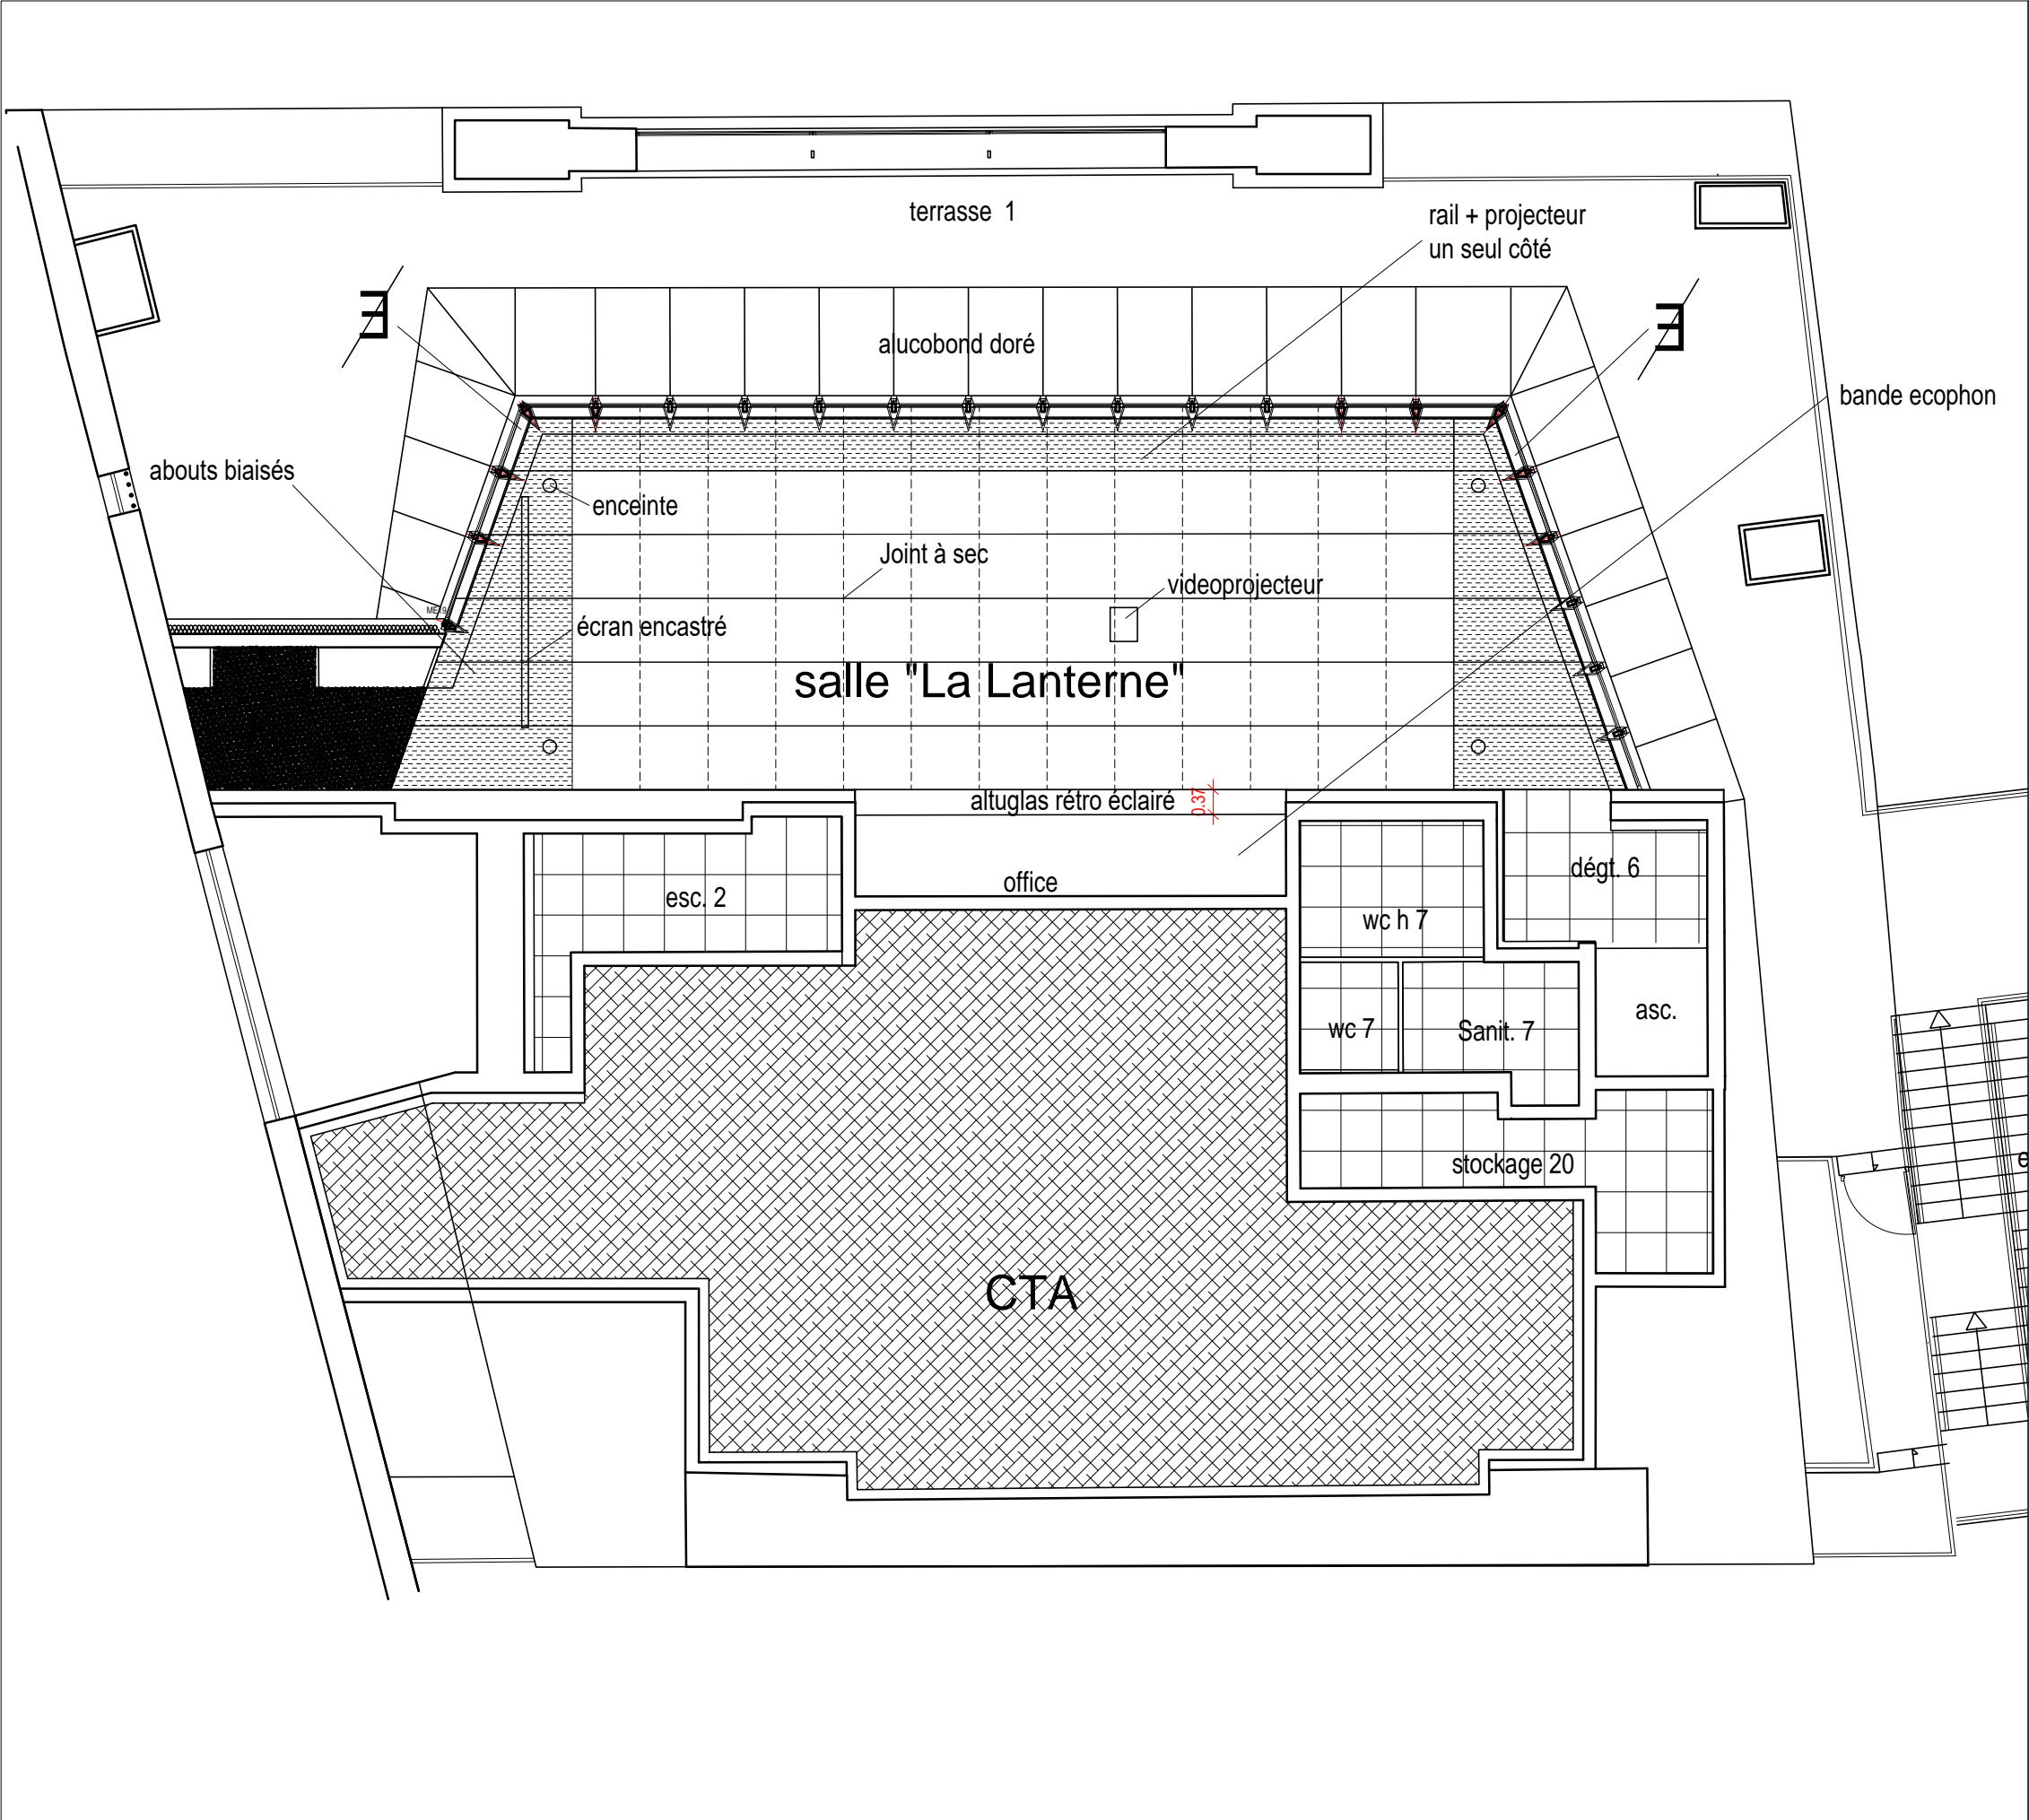 terrasse 1
rail + projecteur
un seul côté
E
E
alucobond doré
bande ecophon
abouts biaisés
enceinte
Joint à sec
videoprojecteur
écran encastré
salle "La Lanterne"
altuglas rétro éclairé
0.37
dégt. 6
office
esc. 2
wc h 7
asc.
wc 7
Sanit. 7
stockage 20
CTA